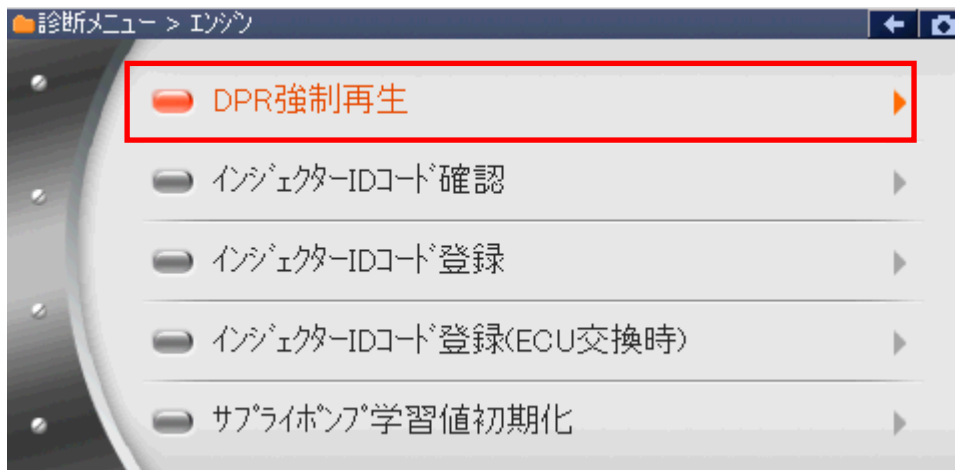 診断メニュー > エンジン
DPR強制再生
インジェクターIDコード確認
インジェクターIDコード登録
インジェクターIDコード登録(ECU交換時)
サプライポンプ学習値初期化